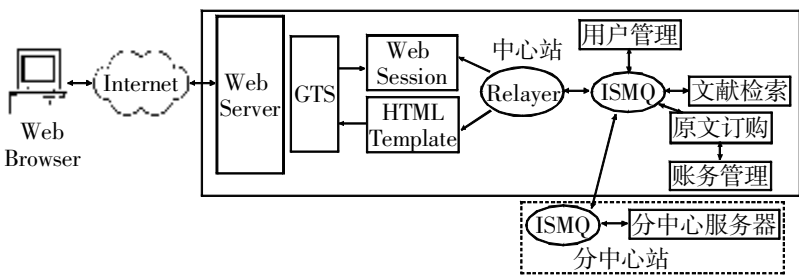 Web
Browser
Internet
Web
Server
GTS
Web
Session
HTML
Template
中心站
Relayer
ISMQ
用户管理
文献检索
原文订购
账务管理
ISMQ
分中心服务器
分中心站